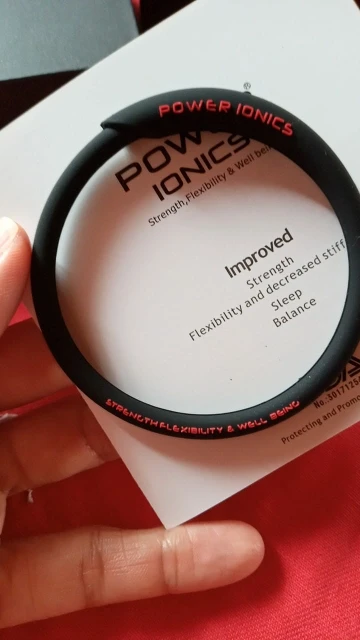 POWER IONICS
®
POW
IONICS
Strength,Flexibility & Well bei
Improved
Strength
Flexibility and decreased stiff
Sleep
Balance
STRENGTH FLEXIBILITY & WELL BEING
Protecting and Promo